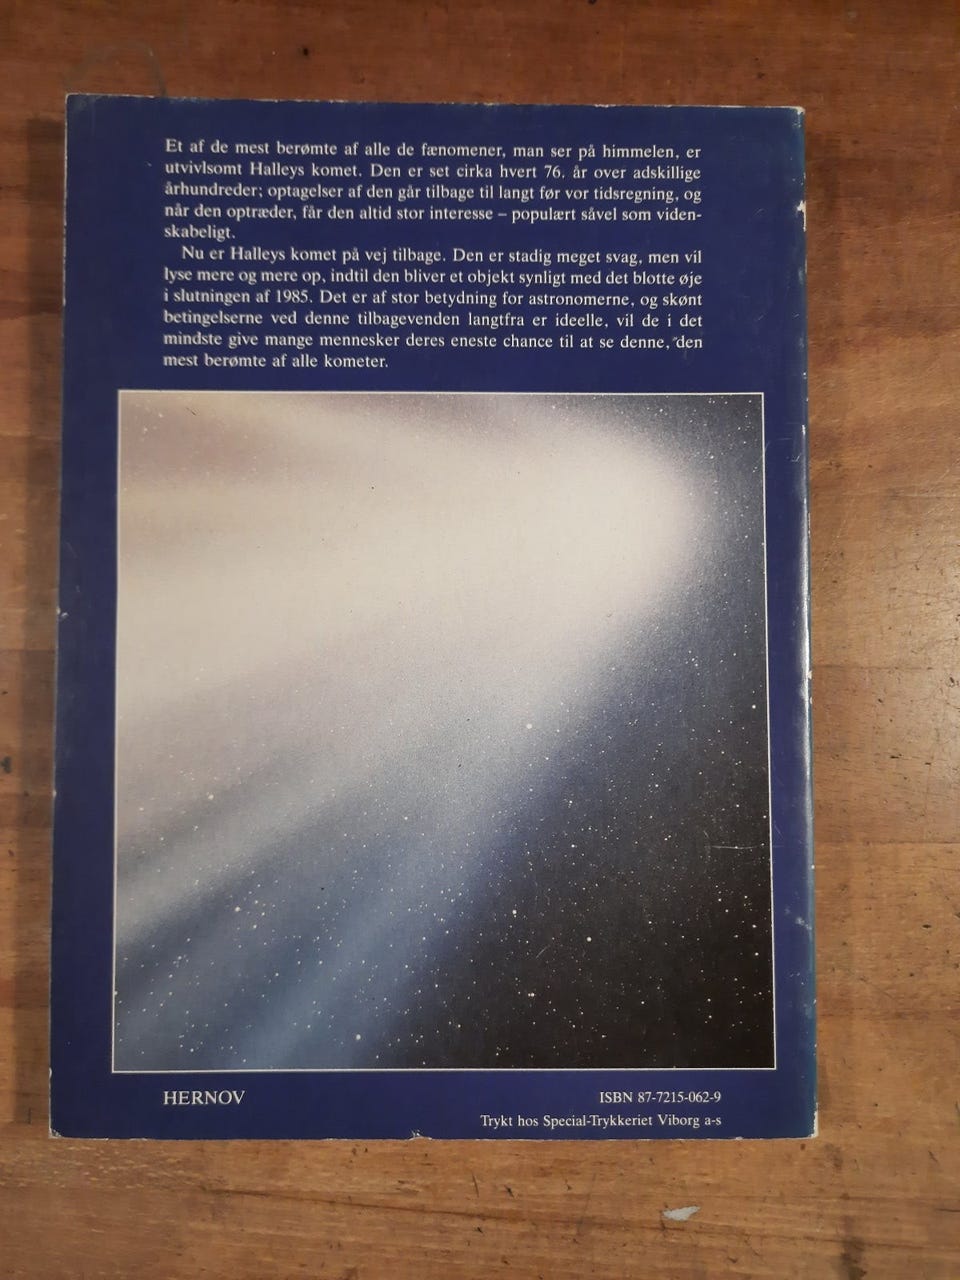 Et af de mest berømte af alle de fænomener, man ser på himmelen, er
utvivlsomt Halleys komet. Den er set cirka hvert 76. år over adskillige
århundreder; optagelser af den går tilbage til langt før vor tidsregning, og
når den optræder, får den altid stor interesse – populært såvel som viden-
skabeligt.
Nu er Halleys komet på vej tilbage. Den er stadig meget svag, men vil
lyse mere og mere op, indtil den bliver et objekt synligt med det blotte øje
i slutningen af 1985. Det er af stor betydning for astronomerne, og skønt
betingelserne ved denne tilbagevenden langtfra er ideelle, vil de i det
mindste give mange mennesker deres eneste chance til at se denne, den
mest berømte af alle kometer.
HERNOV
ISBN 87-7215-062-9
Trykt hos Special-Trykkeriet Viborg a-s